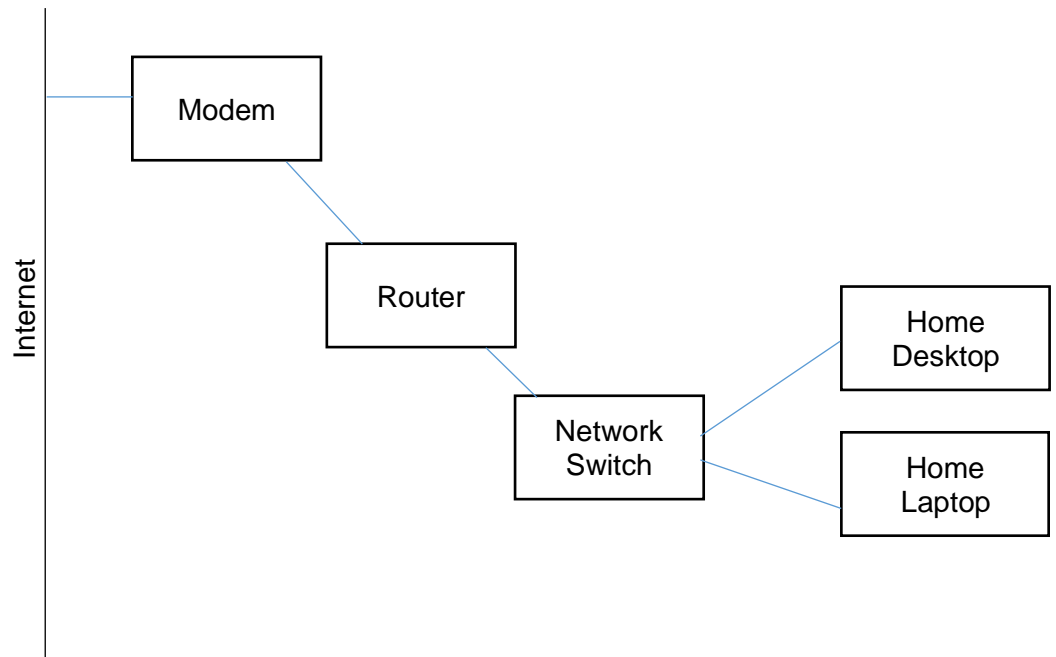 Internet
Modem
Router
Network
Switch
Home
Desktop
Home
Laptop